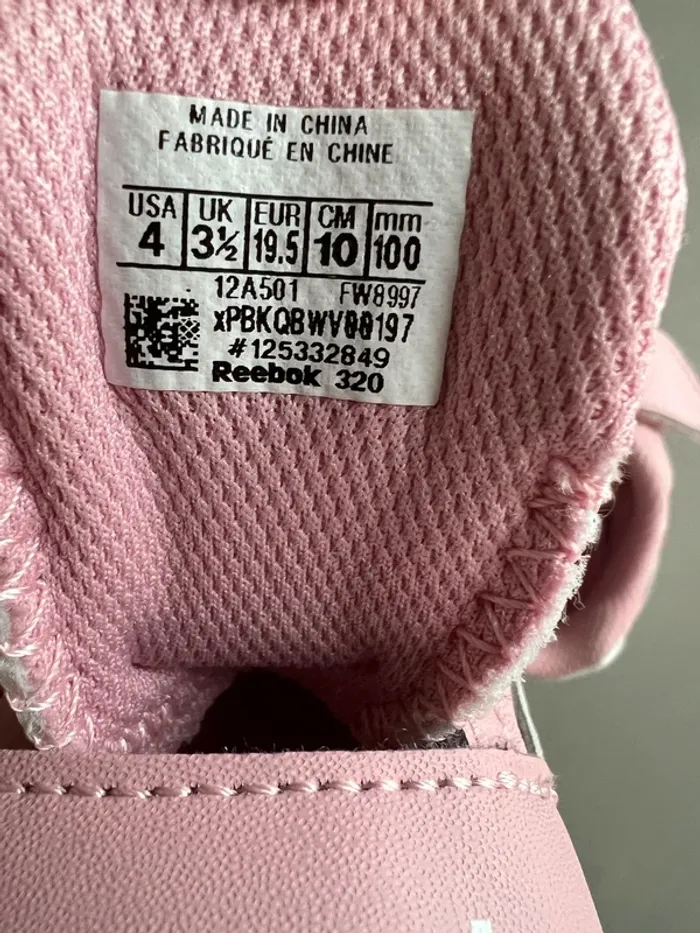 MADE IN CHINA
FABRIQUÉ EN CHINE
USA UK EUR CM mm
4 3½ 19.5 10 100
12A501 FW8997
xPBKQBWV00197
#125332849
Reebok 320